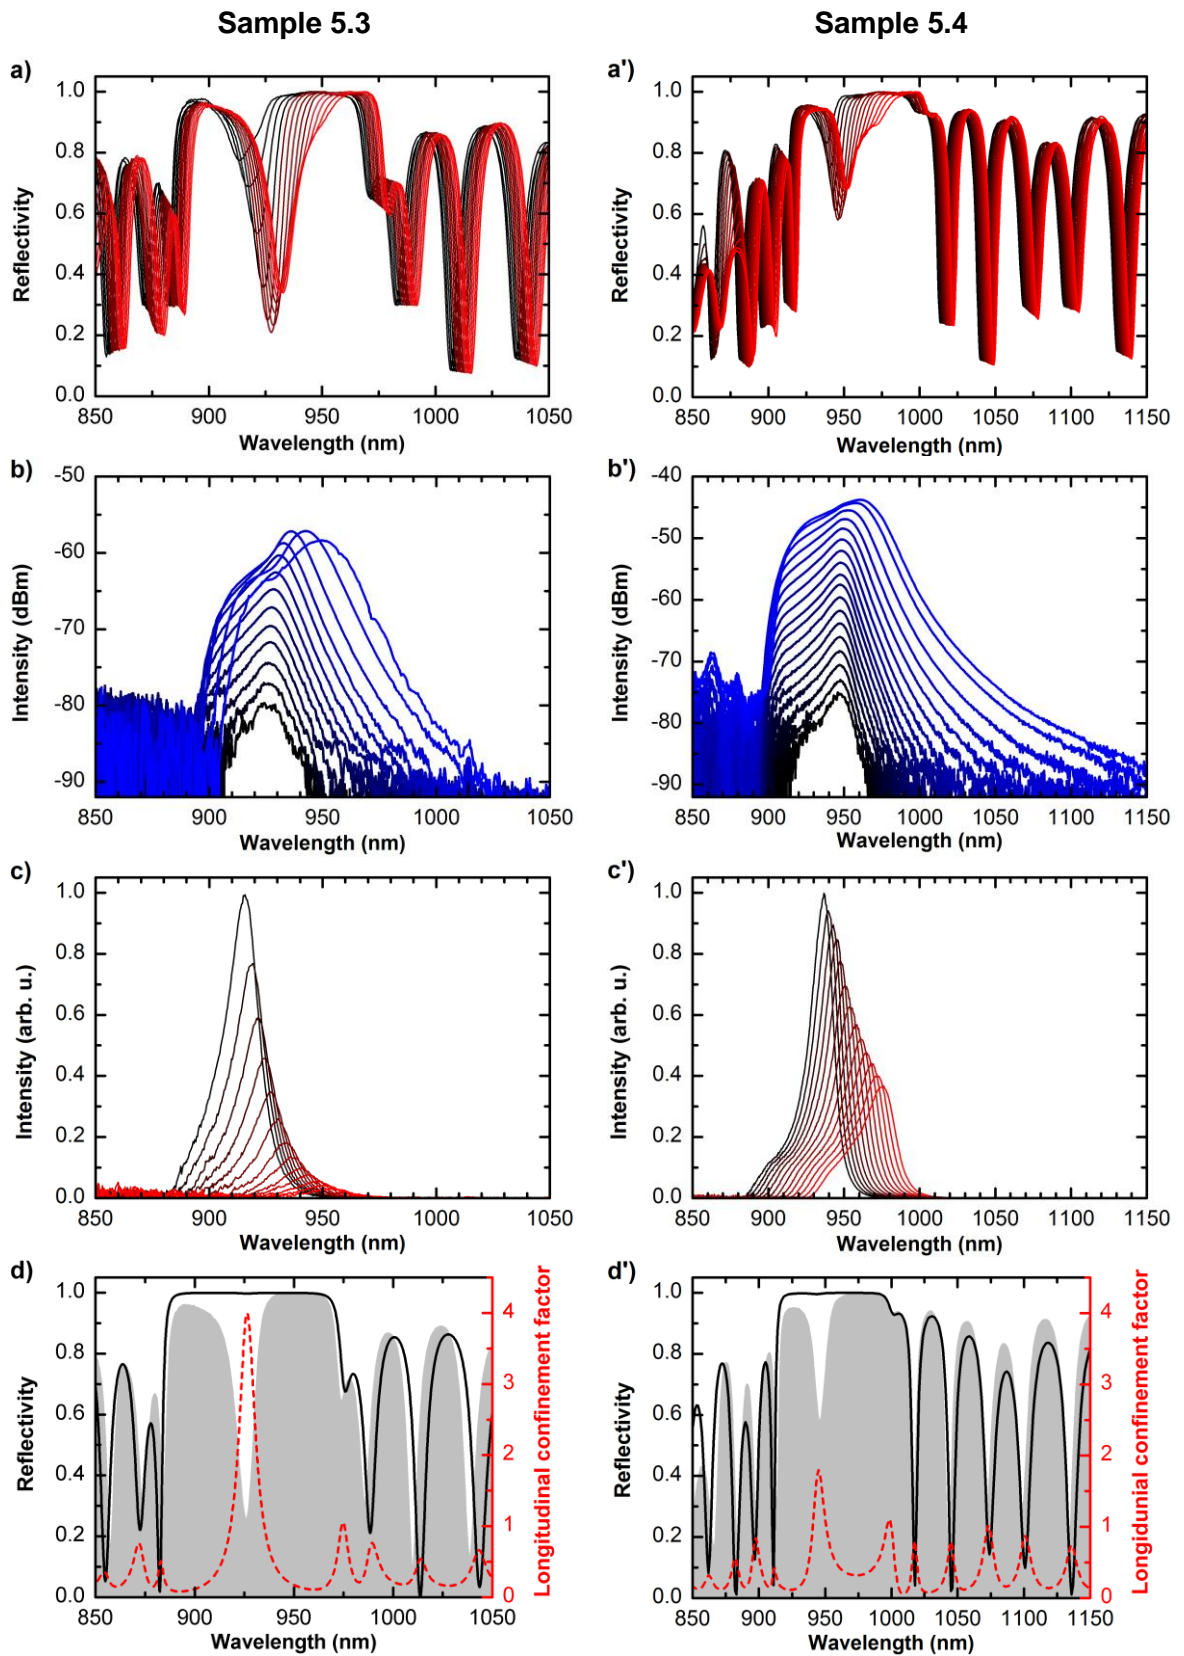 Sample 5.3
Sample 5.4
a)
1.0
0.8
0.6
0.4
0.2
0.0
Reflectivity
850 900 950 1000 1050
Wavelength (nm)
a')
1.0
0.8
0.6
0.4
0.2
0.0
Reflectivity
850 900 950 1000 1050 1100 1150
Wavelength (nm)
b)
-50
-60
-70
-80
-90
Intensity (dBm)
850 900 950 1000 1050
Wavelength (nm)
b')
-40
-50
-60
-70
-80
-90
Intensity (dBm)
850 900 950 1000 1050 1100 1150
Wavelength (nm)
c)
1.0
0.8
0.6
0.4
0.2
0.0
Intensity (arb. u.)
850 900 950 1000 1050
Wavelength (nm)
c')
1.0
0.8
0.6
0.4
0.2
0.0
Intensity (arb. u.)
850 900 950 1000 1050 1100 1150
Wavelength (nm)
d)
1.0
0.8
0.6
0.4
0.2
0.0
Reflectivity
850 900 950 1000 1050
Wavelength (nm)
4
3
2
1
0
Longitudinal confinement factor
d')
1.0
0.8
0.6
0.4
0.2
0.0
Reflectivity
850 900 950 1000 1050 1100 1150
Wavelength (nm)
4
3
2
1
0
Longidunial confinement factor